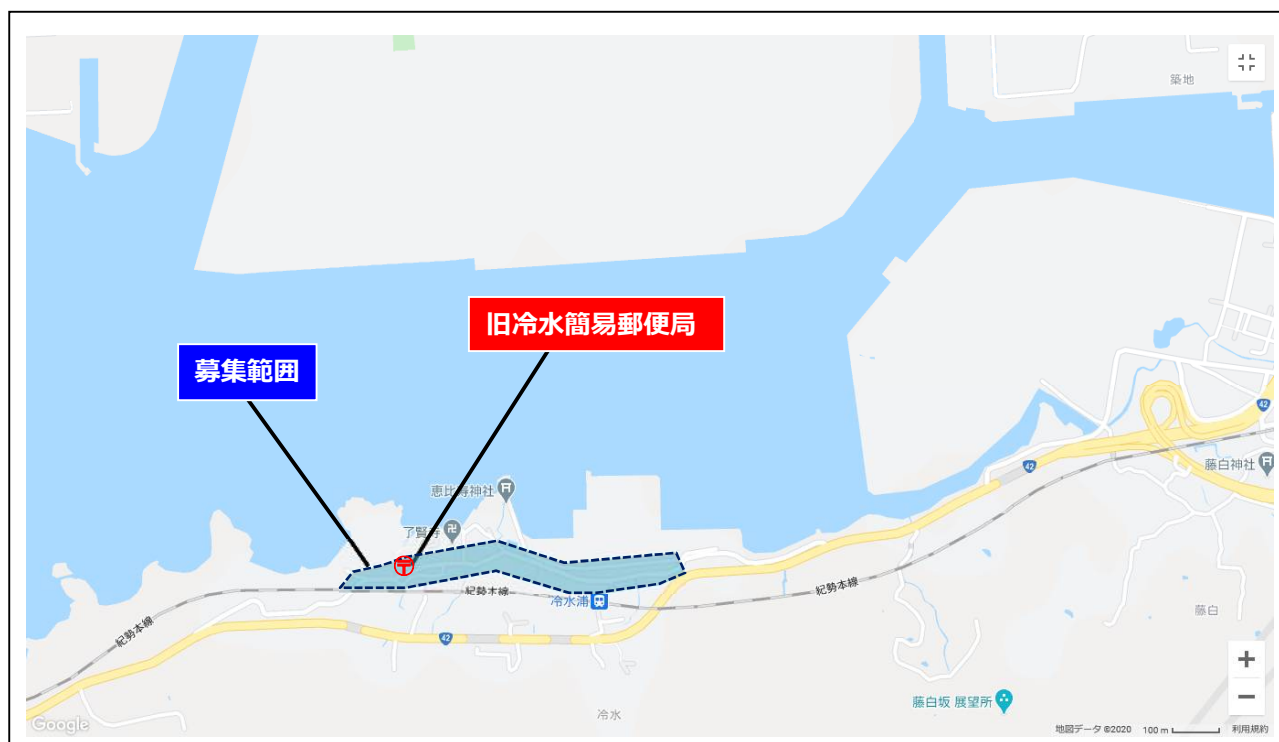 築地
旧冷水簡易郵便局
募集範囲
42
42
藤白神社
恵比寿神社
了賢寺
紀勢本線
冷水浦
紀勢本線
藤白
紀勢本線
42
藤白坂 展望所
冷水
Google
地図データ ©2020 100 m 利用規約